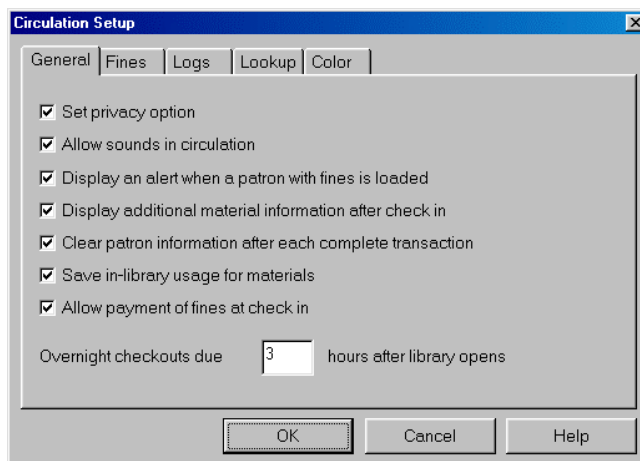 Circulation Setup
General Fines Logs Lookup Color
Set privacy option
Allow sounds in circulation
Display an alert when a patron with fines is loaded
Display additional material information after check in
Clear patron information after each complete transaction
Save in-library usage for materials
Allow payment of fines at check in
Overnight checkouts due 3 hours after library opens
OK Cancel Help